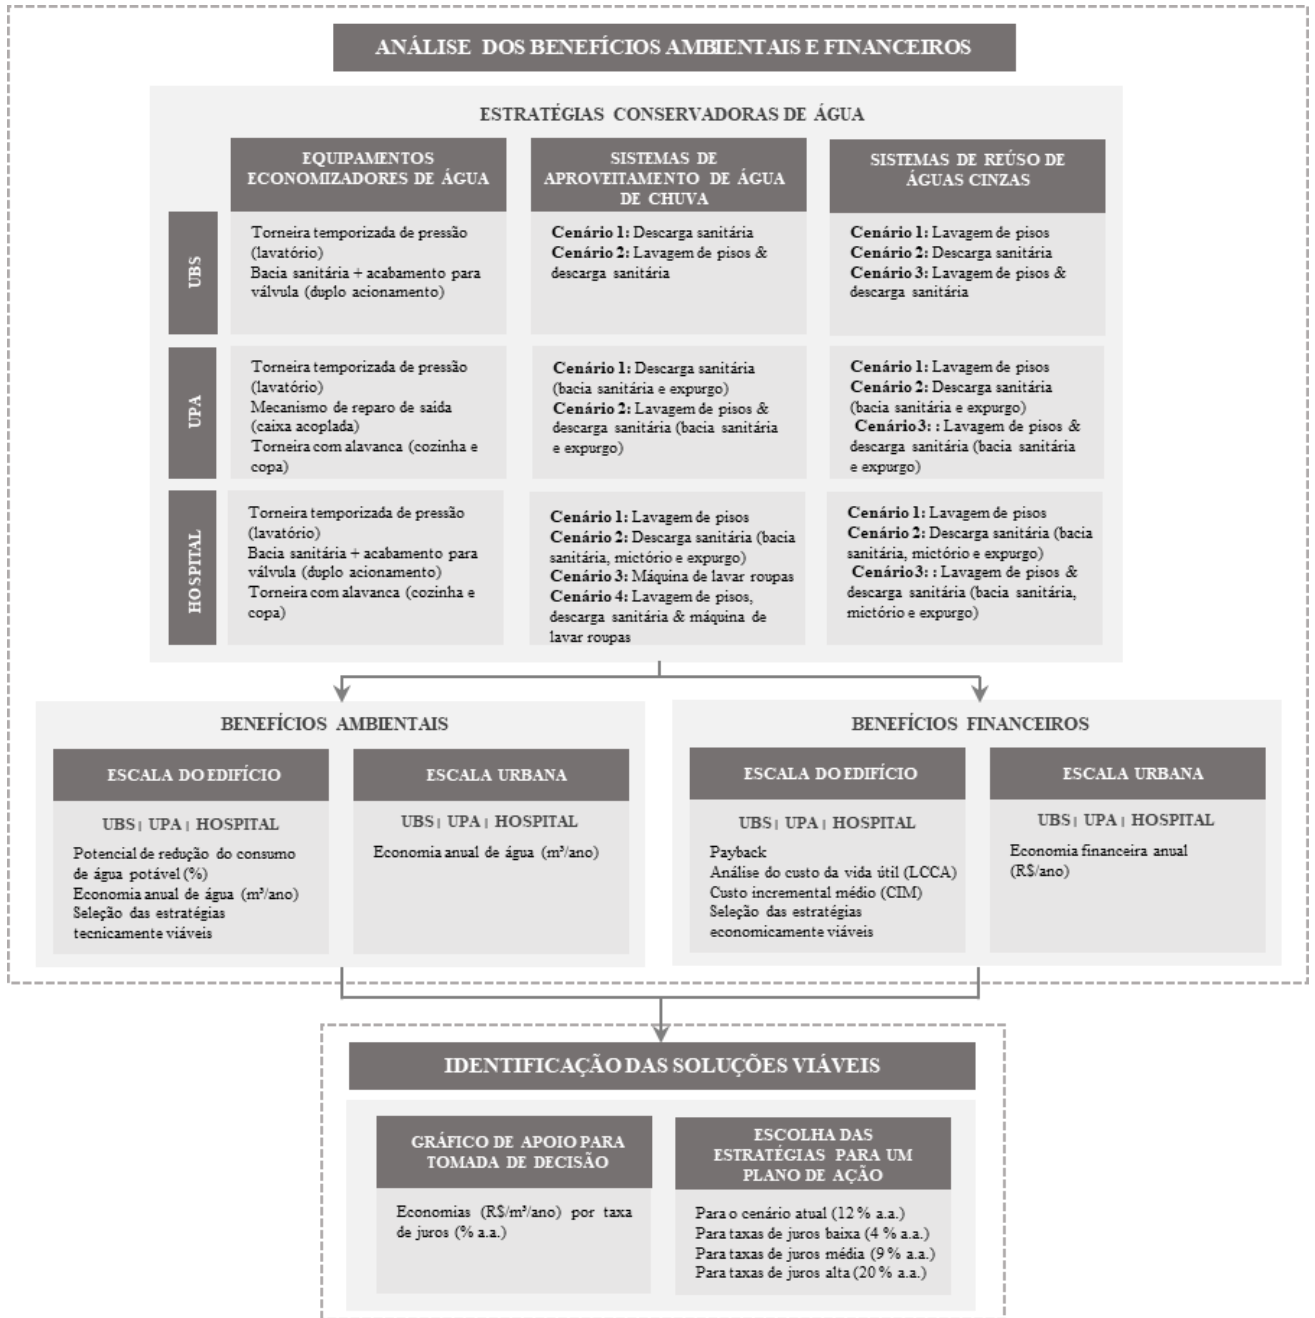 ANÁLISE DOS BENEFÍCIOS AMBIENTAIS E FINANCEIROS
ESTRATÉGIAS CONSERVADORAS DE ÁGUA
EQUIPAMENTOS
ECONOMIZADORES DE ÁGUA
SISTEMAS DE
APROVEITAMENTO DE ÁGUA
DE CHUVA
SISTEMAS DE REÚSO DE
ÁGUAS CINZAS
UBS
Torneira temporizada de pressão
(lavatório)
Bacia sanitária + acabamento para
válvula (duplo acionamento)
Cenário 1: Descarga sanitária
Cenário 2: Lavagem de pisos &
descarga sanitária
Cenário 1: Lavagem de pisos
Cenário 2: Descarga sanitária
Cenário 3: Lavagem de pisos &
descarga sanitária
UPA
Torneira temporizada de pressão
(lavatório)
Mecanismo de reparo de saída
(caixa acoplada)
Torneira com alavanca (cozinha e
copa)
Cenário 1: Descarga sanitária
(bacia sanitária e expurgo)
Cenário 2: Lavagem de pisos &
descarga sanitária (bacia sanitária
e expurgo)
Cenário 1: Lavagem de pisos
Cenário 2: Descarga sanitária
(bacia sanitária e expurgo)
Cenário3: : Lavagem de pisos &
descarga sanitária (bacia sanitária
e expurgo)
HOSPITAL
Torneira temporizada de pressão
(lavatório)
Bacia sanitária + acabamento para
válvula (duplo acionamento)
Torneira com alavanca (cozinha e
copa)
Cenário 1: Lavagem de pisos
Cenário 2: Descarga sanitária (bacia
sanitária, mictório e expurgo)
Cenário 3: Máquina de lavar roupas
Cenário 4: Lavagem de pisos,
descarga sanitária & máquina de
lavar roupas
Cenário 1: Lavagem de pisos
Cenário 2: Descarga sanitária (bacia
sanitária, mictório e expurgo)
Cenário3: : Lavagem de pisos &
descarga sanitária (bacia sanitária,
mictório e expurgo)
BENEFÍCIOS AMBIENTAIS
ESCALA DO EDIFÍCIO
UBS | UPA | HOSPITAL
Potencial de redução do consumo
de água potável (%)
Economia anual de água (m³/ano)
Seleção das estratégias
tecnicamente viáveis
ESCALA URBANA
UBS | UPA | HOSPITAL
Economia anual de água (m³/ano)
BENEFÍCIOS FINANCEIROS
ESCALA DO EDIFÍCIO
UBS | UPA | HOSPITAL
Payback
Análise do custo da vida útil (LCCA)
Custo incremental médio (CIM)
Seleção das estratégias
economicamente viáveis
ESCALA URBANA
UBS | UPA | HOSPITAL
Economia financeira anual
(R$/ano)
IDENTIFICAÇÃO DAS SOLUÇÕES VIÁVEIS
GRÁFICO DE APOIO PARA
TOMADA DE DECISÃO
Economias (R$/m³/ano) por taxa
de juros (% a.a.)
ESCOLHA DAS
ESTRATÉGIAS PARA UM
PLANO DE AÇÃO
Para o cenário atual (12 % a.a.)
Para taxas de juros baixa (4 % a.a.)
Para taxas de juros média (9 % a.a.)
Para taxas de juros alta (20 % a.a.)